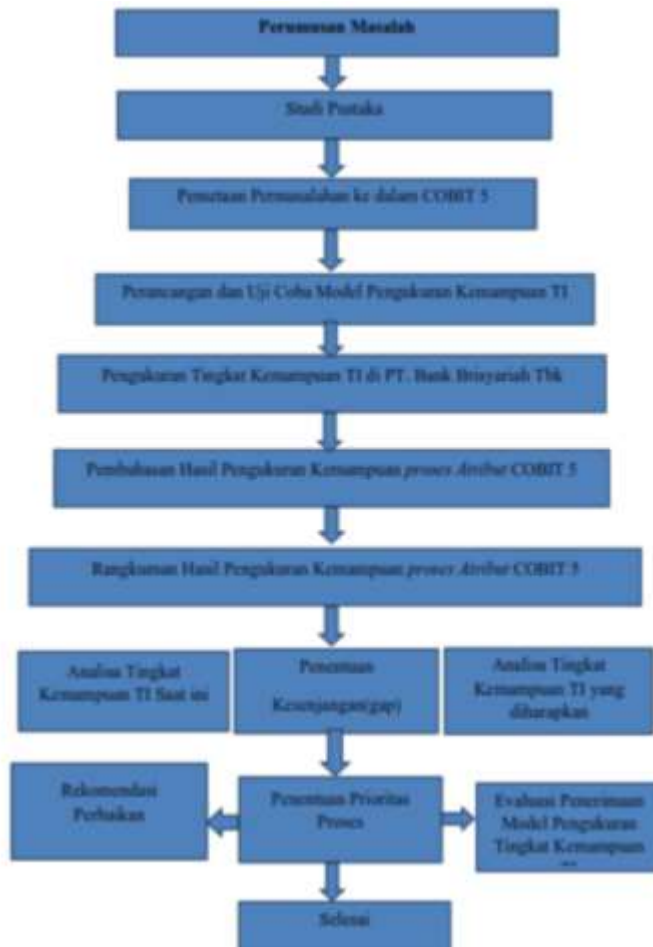 Perumusan Masalah
Studi Pustaka
Pemetaan Permasalahan ke dalam COBIT 5
Perancangan dan Uji Coba Model Pengukuran Kemampuan TI
Pengukuran Tingkat Kemampuan TI di PT. Bank Brisyariah Tbk
Pembahasan Hasil Pengukuran Kemampuan proses Atribut COBIT 5
Rangkuman Hasil Pengukuran Kemampuan proses Atribut COBIT 5
Analisa Tingkat
Kemampuan TI Saat ini
Penentuan
Kesenjangan(gap)
Analisa Tingkat
Kemampuan TI yang
diharapkan
Rekomendasi
Perbaikan
Penentuan Prioritas
Proses
Evaluasi Penerimaan
Model Pengukuran
Tingkat Kemampuan
Selesai